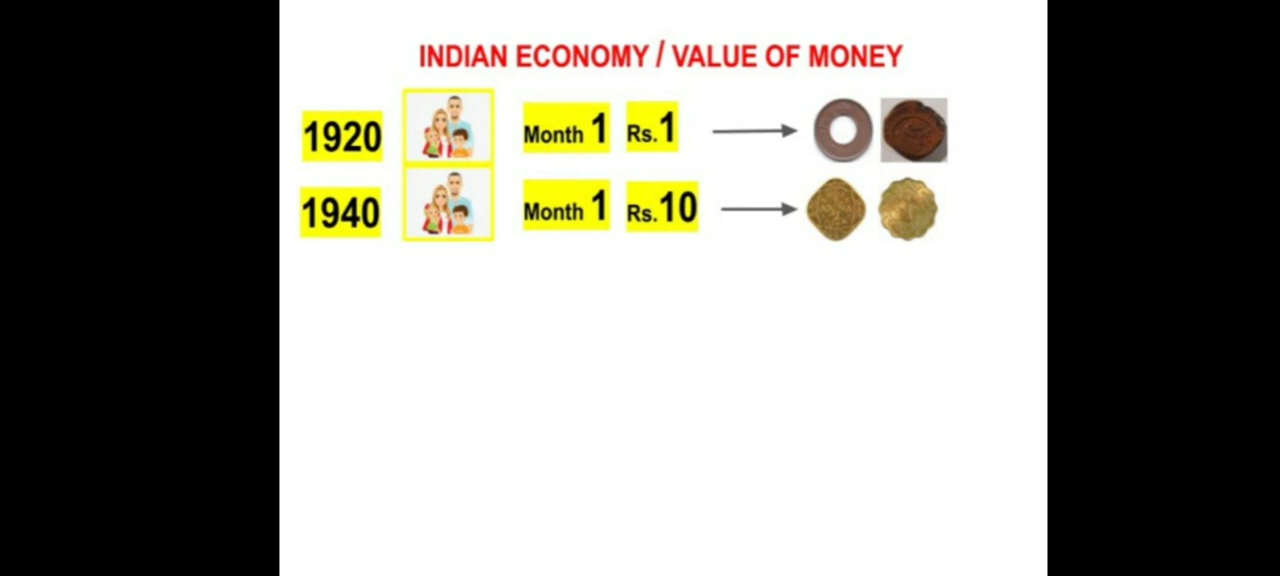 INDIAN ECONOMY / VALUE OF MONEY
1920 Month 1 Rs.1
1940 Month 1 Rs.10